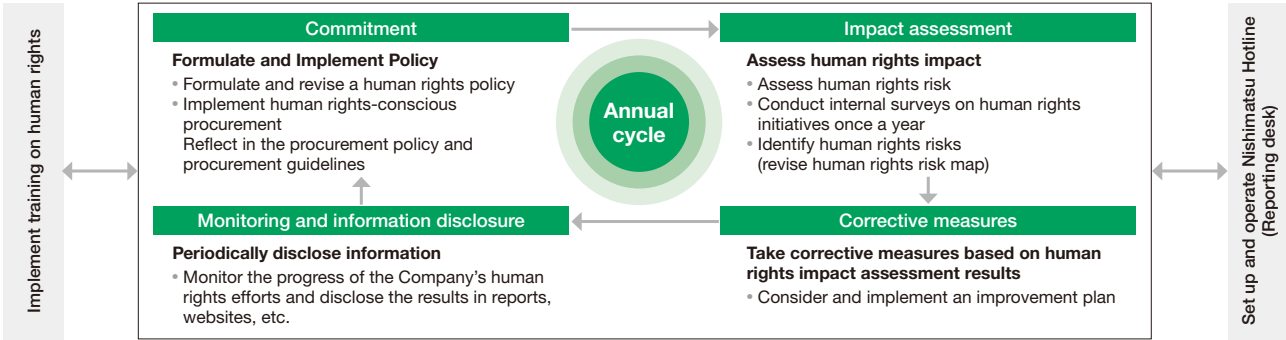 Implement training on human rights
Commitment
Formulate and Implement Policy
• Formulate and revise a human rights policy
• Implement human rights-conscious
procurement
Reflect in the procurement policy and
procurement guidelines
Annual
cycle
Impact assessment
Assess human rights impact
• Assess human rights risk
• Conduct internal surveys on human rights
initiatives once a year
• Identify human rights risks
(revise human rights risk map)
Monitoring and information disclosure
Periodically disclose information
• Monitor the progress of the Company’s human
rights efforts and disclose the results in reports,
websites, etc.
Corrective measures
Take corrective measures based on human
rights impact assessment results
• Consider and implement an improvement plan
Set up and operate Nishimatsu Hotline
(Reporting desk)